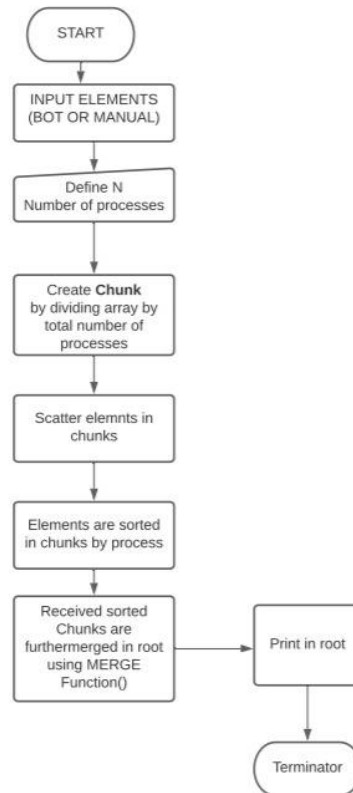 START
INPUT ELEMENTS
(BOT OR MANUAL)
Define N
Number of processes
Create Chunk
by dividing array by
total number of
processes
Scatter elemnts in
chunks
Elements are sorted
in chunks by process
Received sorted
Chunks are
furthermerged in root
using MERGE
Function()
Print in root
Terminator